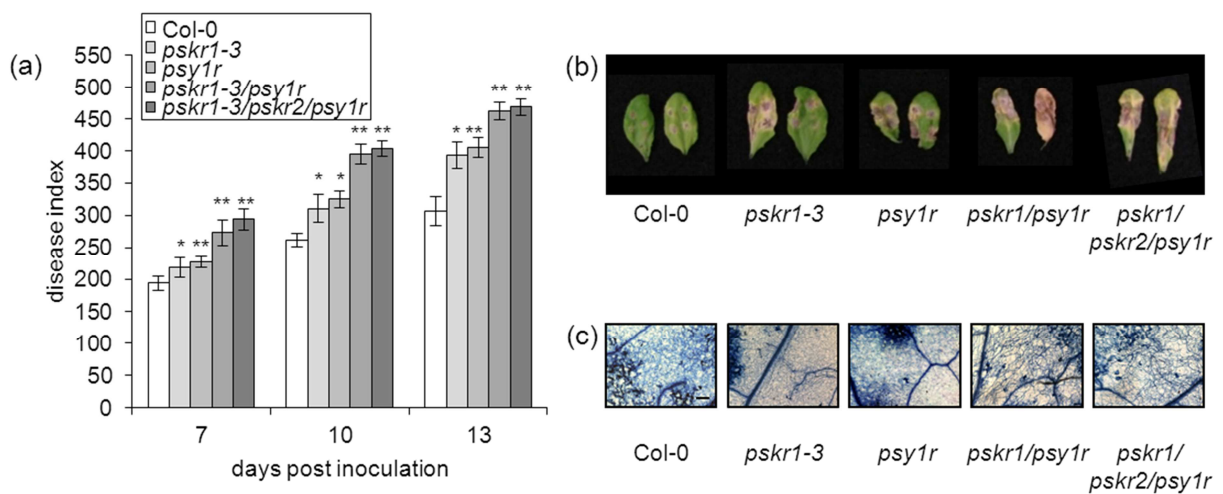 (a)
Col-0
pskr1-3
psy1r
pskr1-3/psy1r
pskr1-3/pskr2/psy1r
disease index
550
500
450
400
350
300
250
200
150
100
50
0
* ** ** **
* * ** **
* ** ** **
7 10 13
days post inoculation
(b)
Col-0 pskr1-3 psy1r pskr1/psy1r pskr1/
pskr2/psy1r
(c)
Col-0 pskr1-3 psy1r pskr1/psy1r pskr1/
pskr2/psy1r